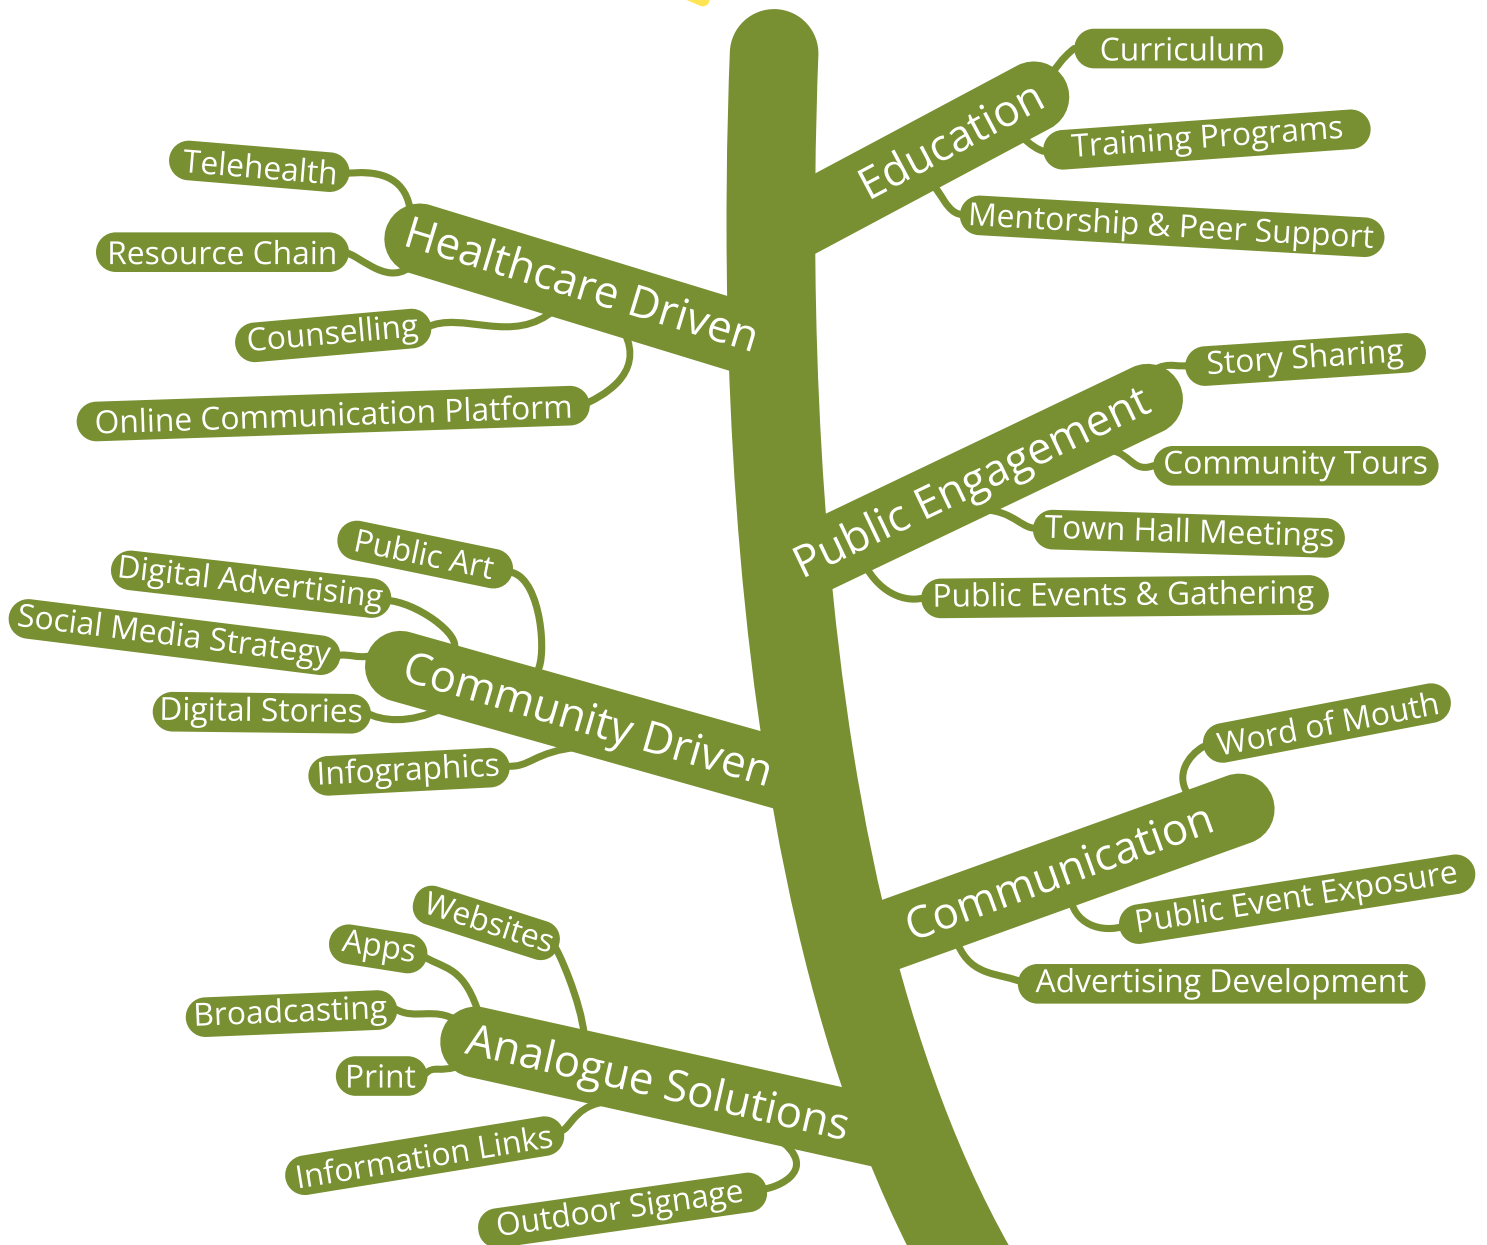 Healthcare Driven
Telehealth
Resource Chain
Counselling
Online Communication Platform
Community Driven
Public Art
Digital Advertising
Social Media Strategy
Digital Stories
Infographics
Analogue Solutions
Websites
Apps
Broadcasting
Print
Information Links
Outdoor Signage
Education
Curriculum
Training Programs
Mentorship & Peer Support
Public Engagement
Story Sharing
Community Tours
Town Hall Meetings
Public Events & Gathering
Communication
Word of Mouth
Public Event Exposure
Advertising Development